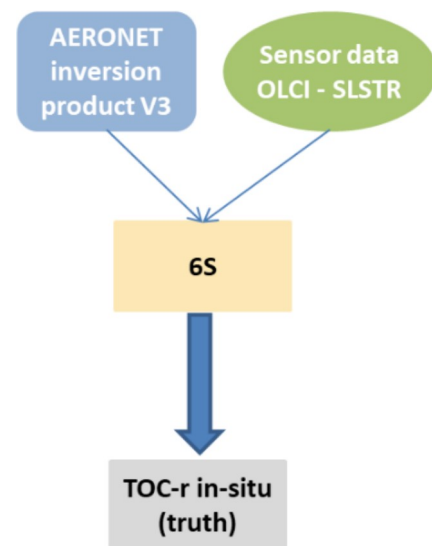 AERONET
inversion
product V3
Sensor data
OLCI - SLSTR
6S
TOC-r in-situ
(truth)